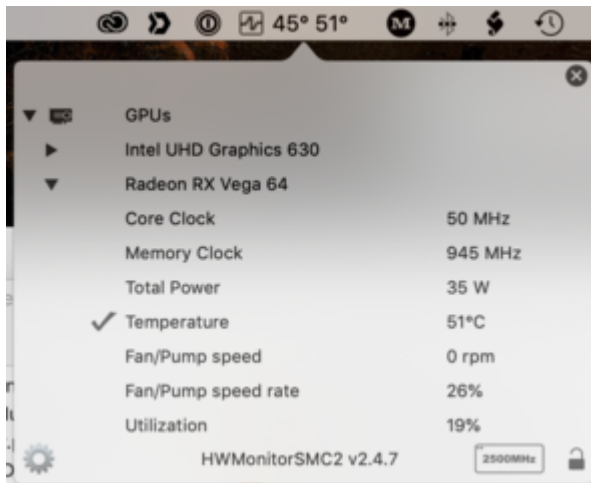 45° 51°
GPUs
Intel UHD Graphics 630
Radeon RX Vega 64
Core Clock 50 MHz
Memory Clock 945 MHz
Total Power 35 W
Temperature 51°C
Fan/Pump speed 0 rpm
Fan/Pump speed rate 26%
Utilization 19%
HWMonitorSMC2 v2.4.7 2500MHz